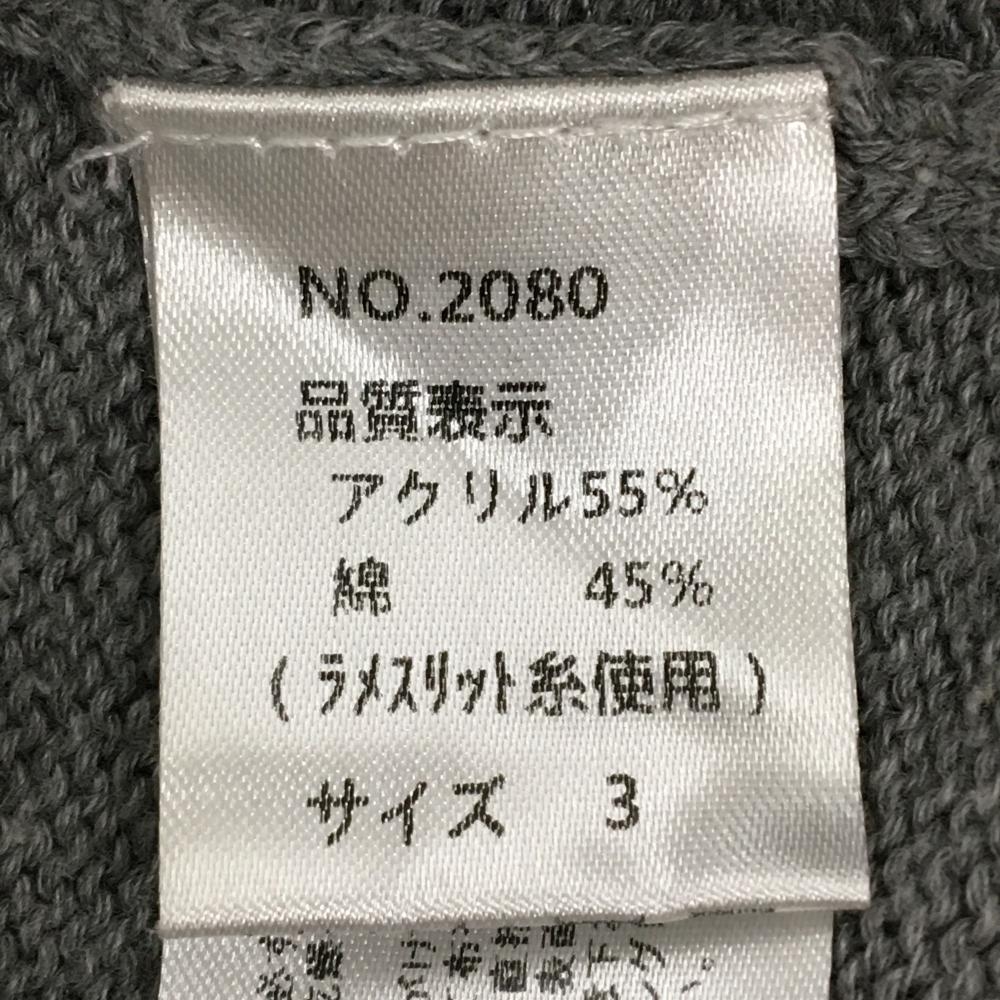 NO.2080
品質表示
アクリル55%
綿 45%
(ラメスリット糸使用)
サイズ 3